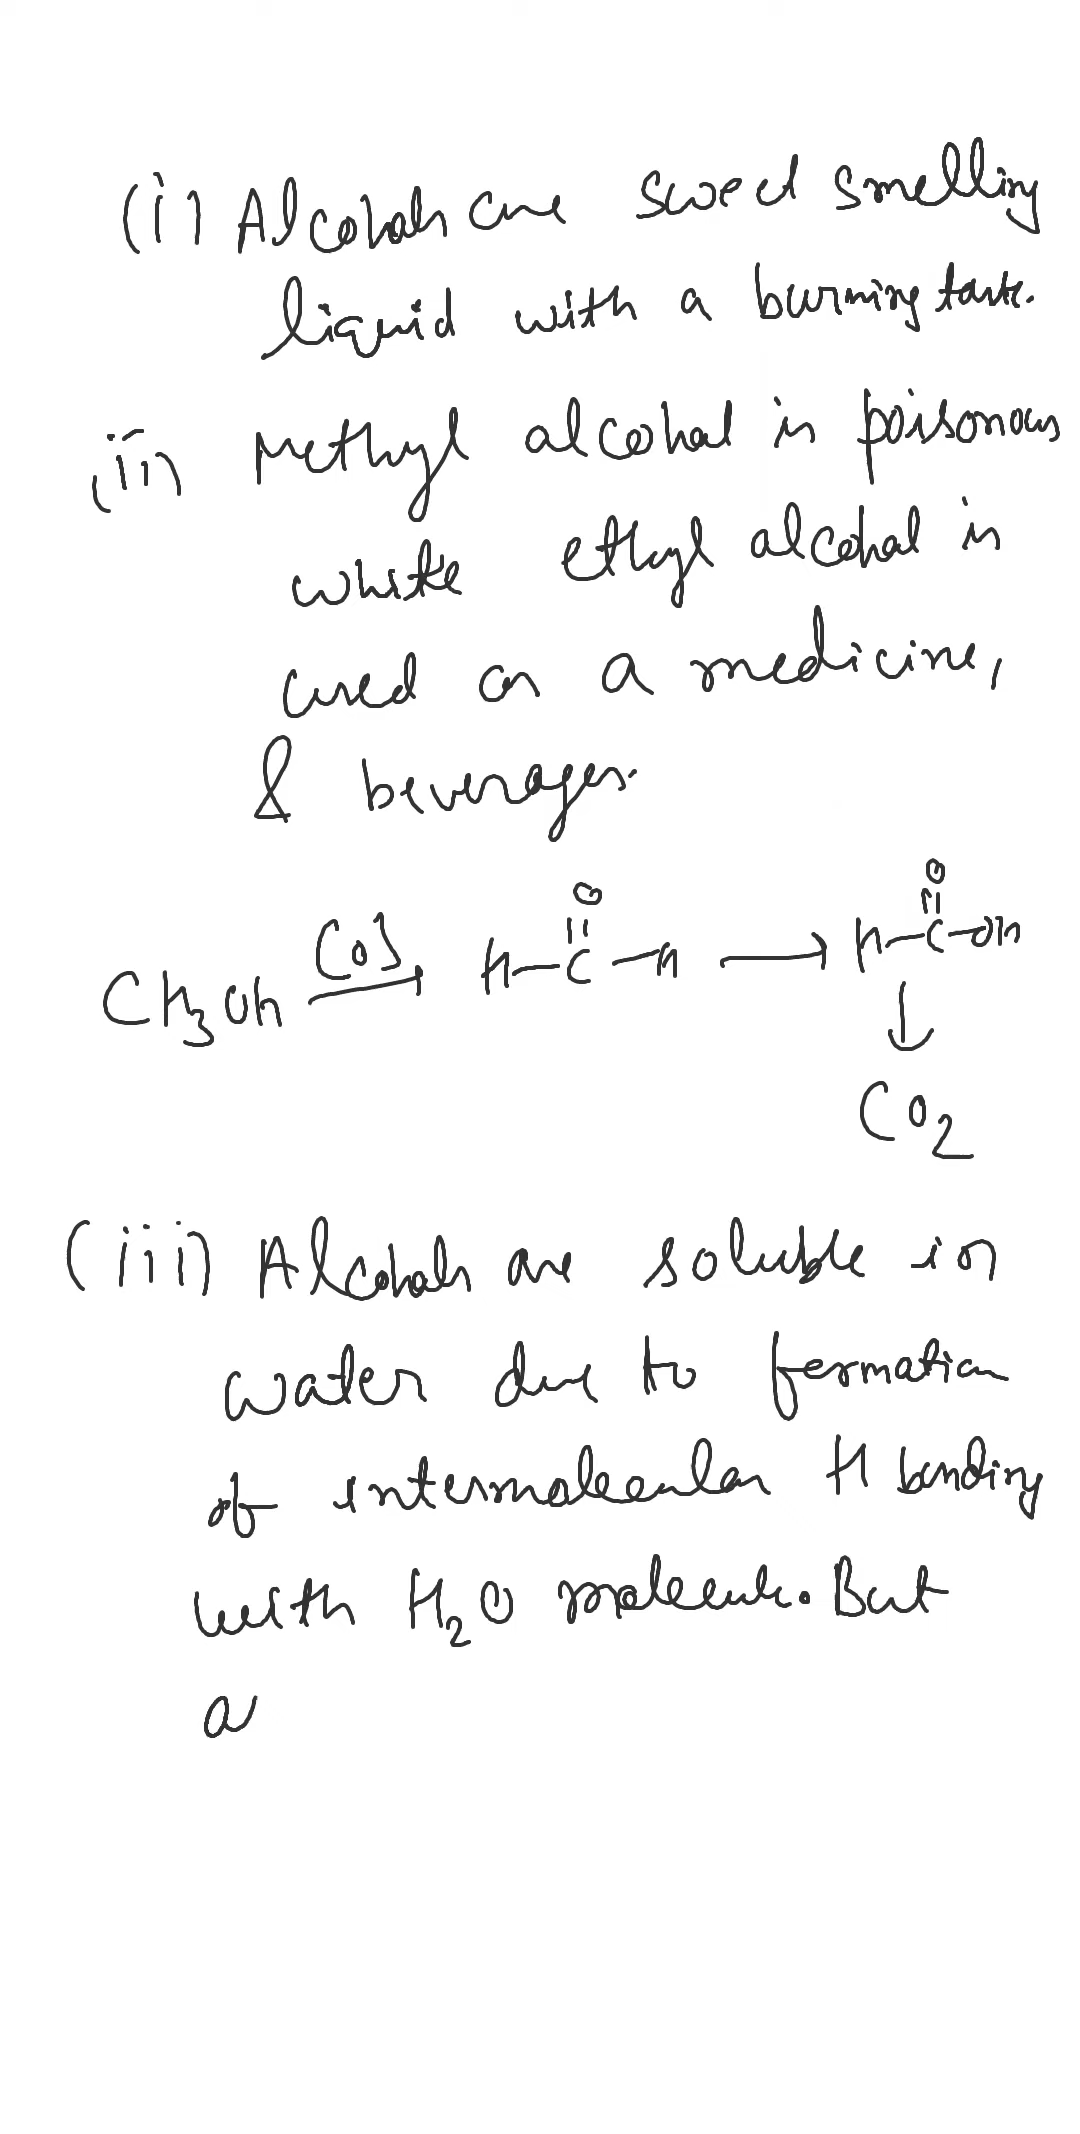 (i) Alcohols are sweet smelling
liquid with a burning taste.
(ii) Methyl alcohol is poisonous
while ethyl alcohol is
used as a medicine,
& beverages.
CH3OH [O] H-C-H → H-C-OH
O O
↓
CO2
(iii) Alcohols are soluble in
water due to formation
of intermolecular H bonding
with H2O molecule. But
a